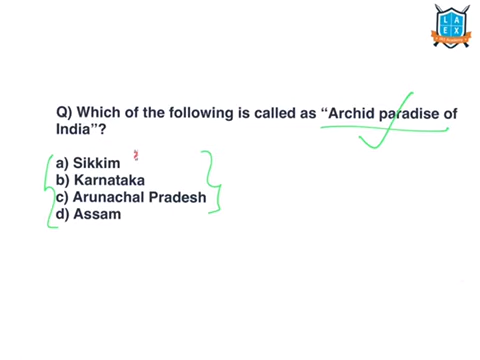 L A
E X
Q) Which of the following is called as “Archid paradise of
India”?
a) Sikkim
b) Karnataka
c) Arunachal Pradesh
d) Assam